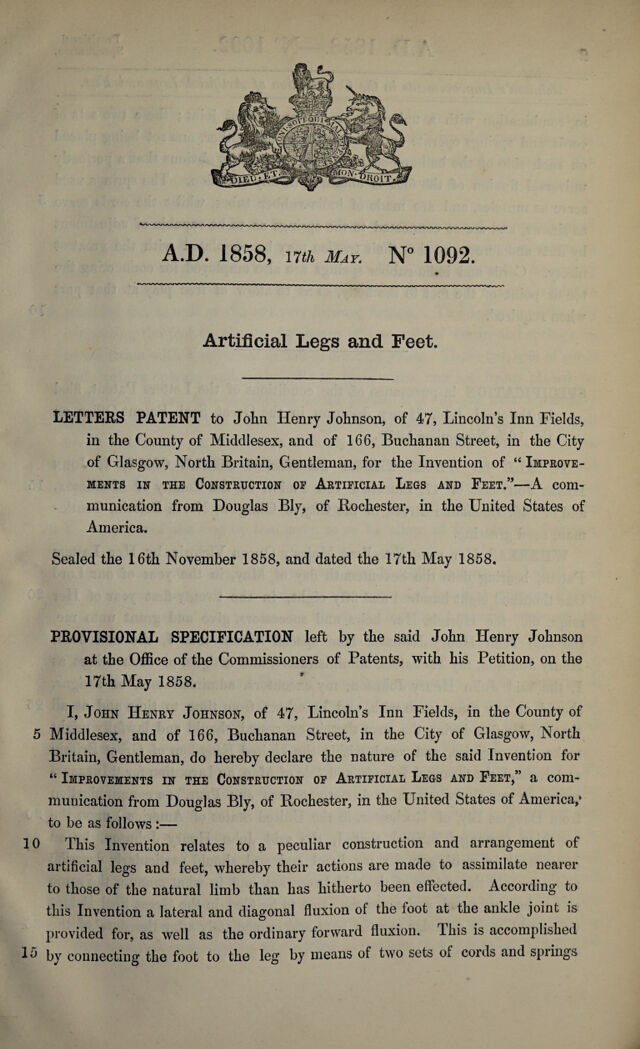 DIEU·ET· MON·DROIT.
A.D. 1858, 17th May. No 1092.
Artificial Legs and Feet.
LETTERS PATENT to John Henry Johnson, of 47, Lincoln's Inn Fields,
in the County of Middlesex, and of 166, Buchanan Street, in the City
of Glasgow, North Britain, Gentleman, for the Invention of “Improve-
ments in the Construction of Artificial Legs and Feet.”—A com-
munication from Douglas Bly, of Rochester, in the United States of
America.
Sealed the 16th November 1858, and dated the 17th May 1858.
PROVISIONAL SPECIFICATION left by the said John Henry Johnson
at the Office of the Commissioners of Patents, with his Petition, on the
17th May 1858.
I, John Henry Johnson, of 47, Lincoln's Inn Fields, in the County of
5 Middlesex, and of 166, Buchanan Street, in the City of Glasgow, North
Britain, Gentleman, do hereby declare the nature of the said Invention for
“Improvements in the Construction of Artificial Legs and Feet,” a com-
munication from Douglas Bly, of Rochester, in the United States of America,
to be as follows:—
10 This Invention relates to a peculiar construction and arrangement of
artificial legs and feet, whereby their actions are made to assimilate nearer
to those of the natural limb than has hitherto been effected. According to
this Invention a lateral and diagonal fluxion of the foot at the ankle joint is
provided for, as well as the ordinary forward fluxion. This is accomplished
15 by connecting the foot to the leg by means of two sets of cords and springs